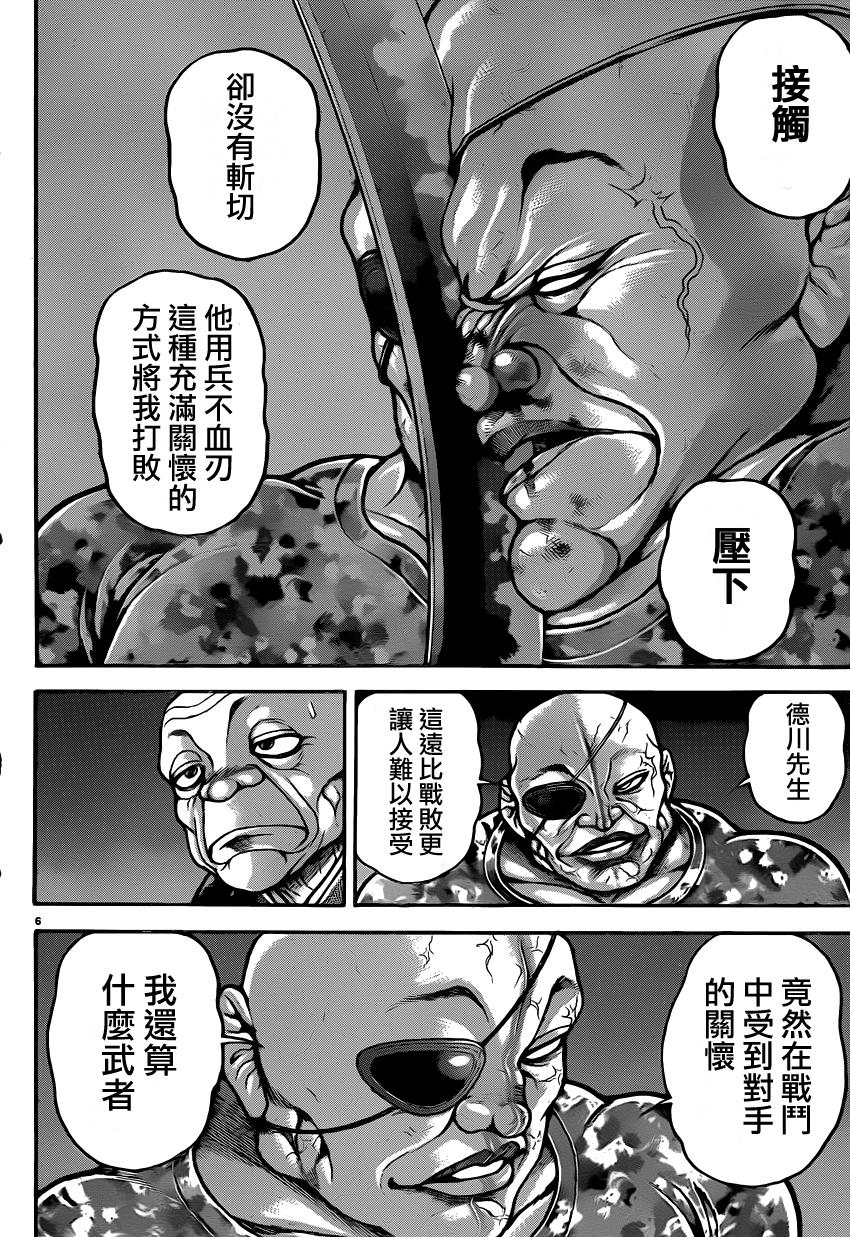 接觸
壓下
卻沒有斬切
他用兵不血刃
這種充滿關懷的
方式將我打敗
德川先生
這遠比戰敗更
讓人難以接受
6
竟然在戰鬥
中受到對手
的關懷
我還算
什麼武者